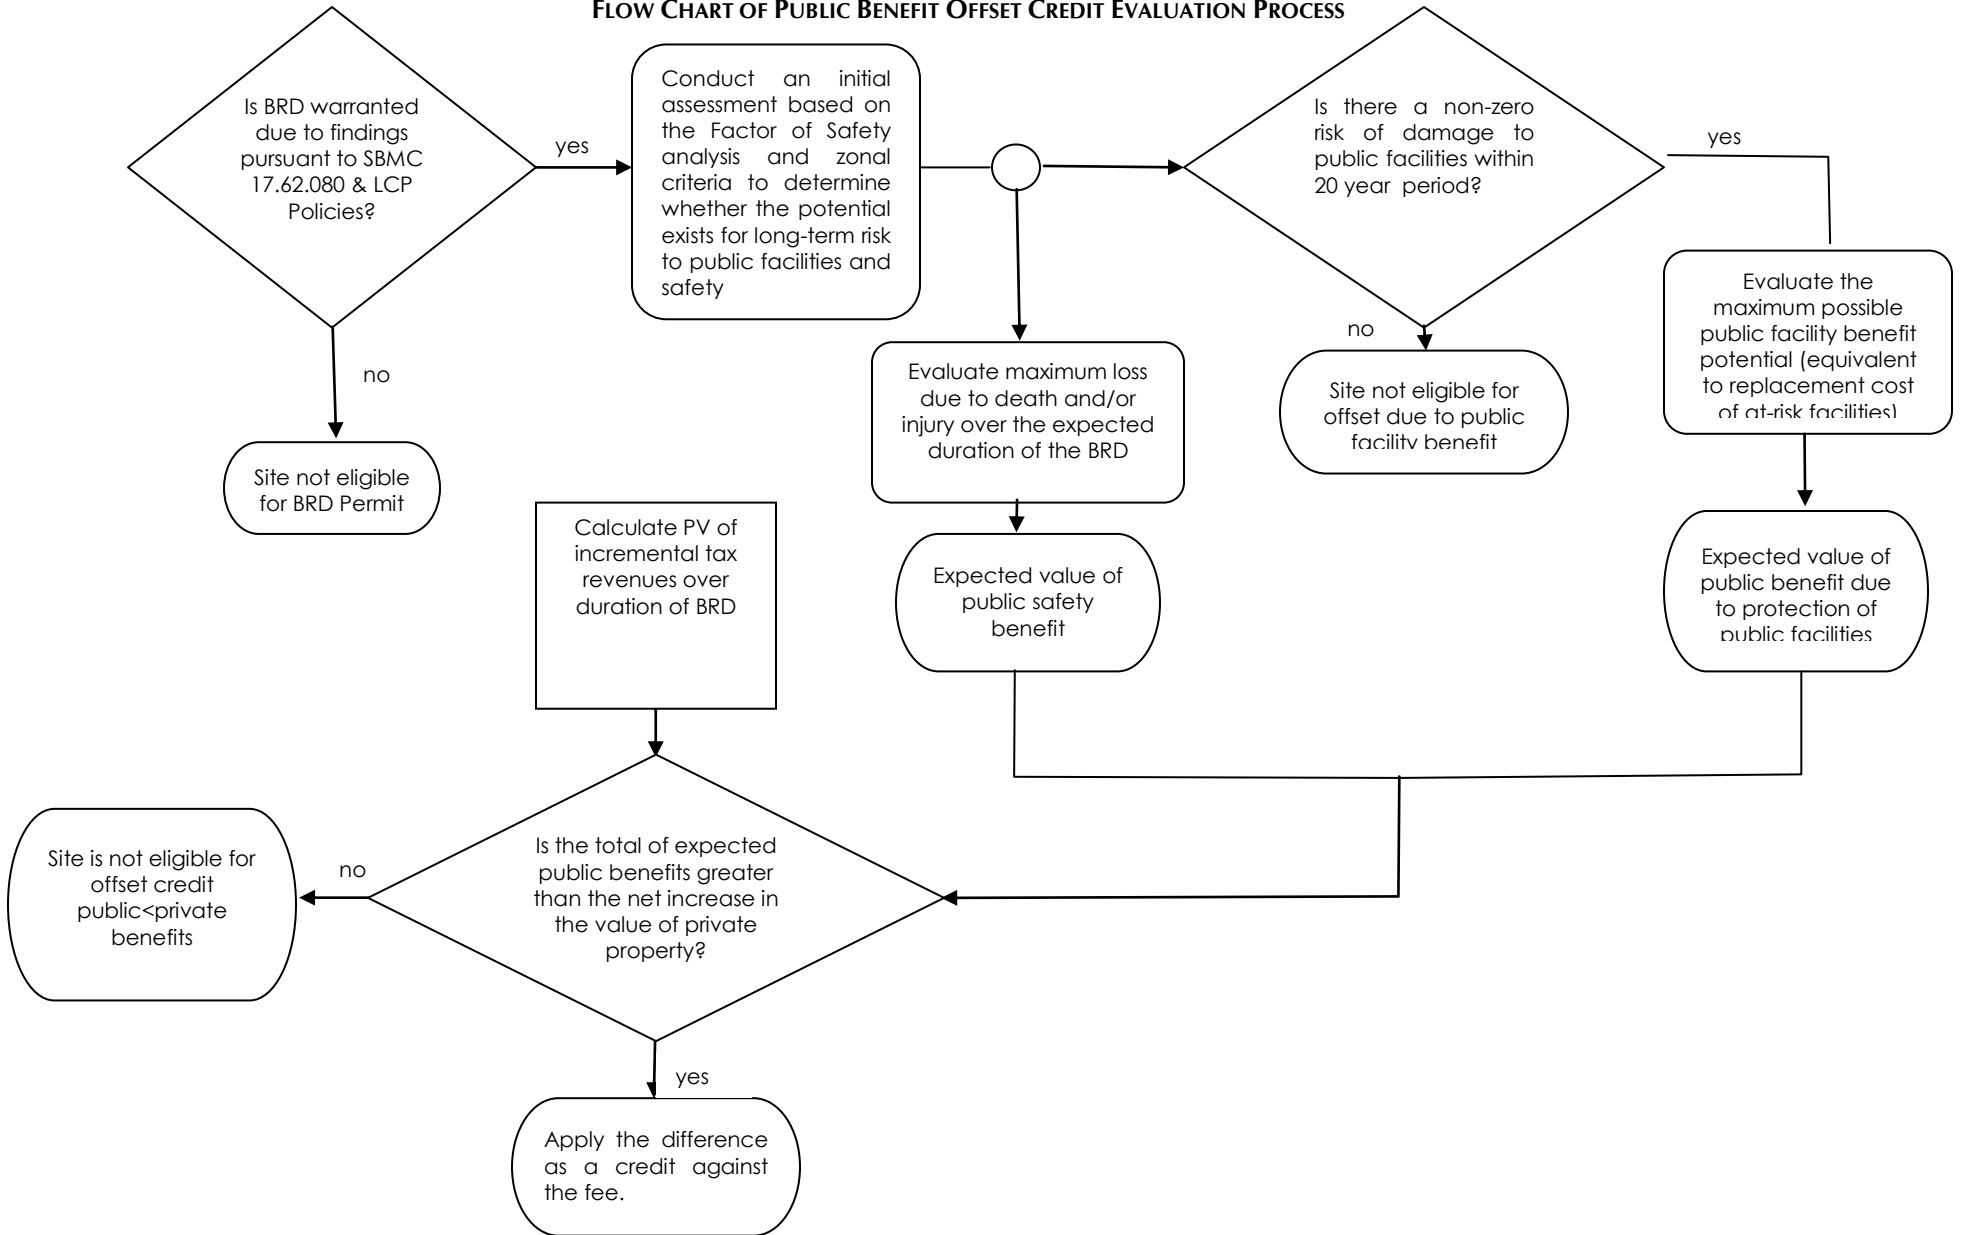 FLOW CHART OF PUBLIC BENEFIT OFFSET CREDIT EVALUATION PROCESS
Is BRD warranted
due to findings
pursuant to SBMC
17.62.080 & LCP
Policies?
yes
no
Site not eligible
for BRD Permit
Conduct an initial
assessment based on
the Factor of Safety
analysis and zonal
criteria to determine
whether the potential
exists for long-term risk
to public facilities and
safety
Is there a non-zero
risk of damage to
public facilities within
20 year period?
yes
no
Site not eligible for
offset due to public
facility benefit
Evaluate the
maximum possible
public facility benefit
potential (equivalent
to replacement cost
of at-risk facilities)
Evaluate maximum loss
due to death and/or
injury over the expected
duration of the BRD
Expected value of
public safety
benefit
Expected value of
public benefit due
to protection of
public facilities
Calculate PV of
incremental tax
revenues over
duration of BRD
Is the total of expected
public benefits greater
than the net increase in
the value of private
property?
no
Site is not eligible for
offset credit
public<private
benefits
yes
Apply the difference
as a credit against
the fee.